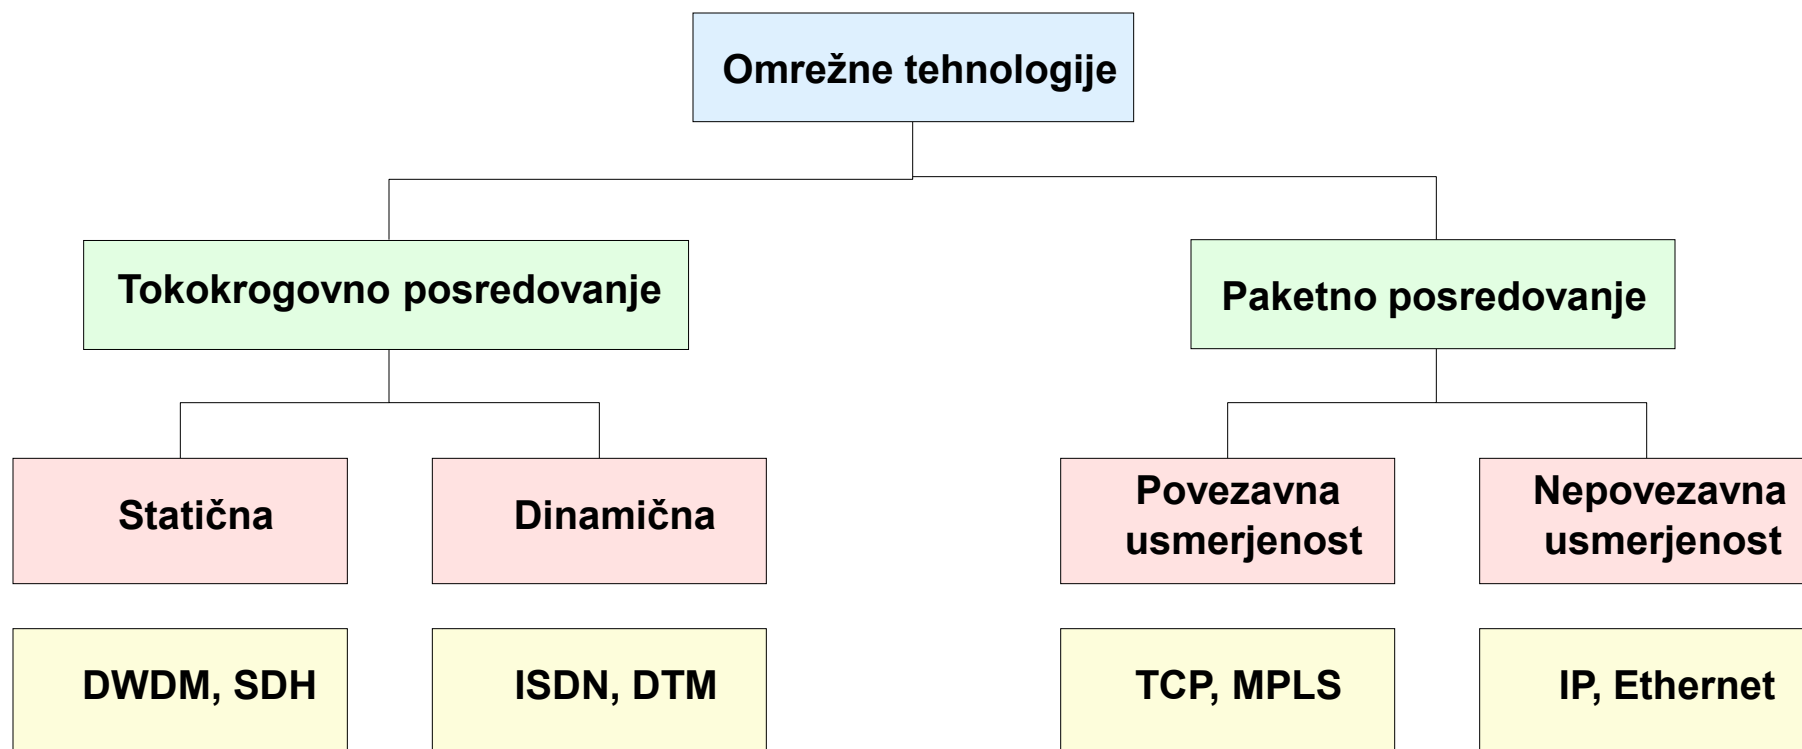 Omrežne tehnologije
Tokokrogovno posredovanje
Paketno posredovanje
Statična
Dinamična
Povezavna
usmerjenost
Nepovezavna
usmerjenost
DWDM, SDH
ISDN, DTM
TCP, MPLS
IP, Ethernet